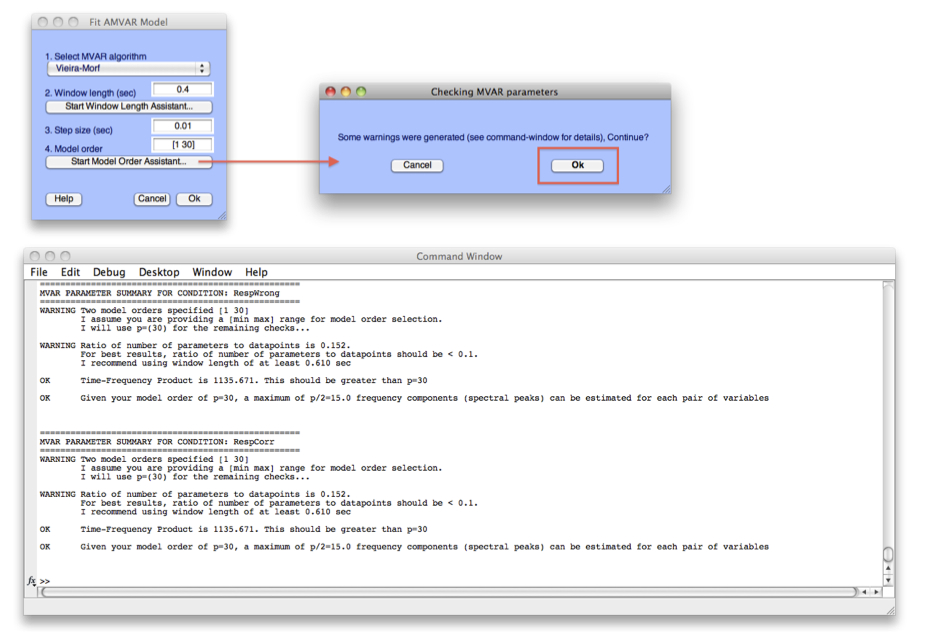 Fit AMVAR Model
1. Select MVAR algorithm
Vieira-Morf
2. Window length (sec)
0.4
Start Window Length Assistant...
3. Step size (sec)
0.01
4. Model order
[1 30]
Start Model Order Assistant...
Help
Cancel
Ok
Checking MVAR parameters
Some warnings were generated (see command-window for details), Continue?
Cancel
Ok
Command Window
File Edit Debug Desktop Window Help
==================================================
MVAR PARAMETER SUMMARY FOR CONDITION: RespWrong
==================================================
WARNING Two model orders specified [1 30]
I assume you are providing a [min max] range for model order selection.
I will use p=(30) for the remaining checks...
WARNING Ratio of number of parameters to datapoints is 0.152.
For best results, ratio of number of parameters to datapoints should be < 0.1.
I recommend using window length of at least 0.610 sec
OK Time-Frequency Product is 1135.671. This should be greater than p=30
OK Given your model order of p=30, a maximum of p/2=15.0 frequency components (spectral peaks) can be estimated for each pair of variables
==================================================
MVAR PARAMETER SUMMARY FOR CONDITION: RespCorr
==================================================
WARNING Two model orders specified [1 30]
I assume you are providing a [min max] range for model order selection.
I will use p=(30) for the remaining checks...
WARNING Ratio of number of parameters to datapoints is 0.152.
For best results, ratio of number of parameters to datapoints should be < 0.1.
I recommend using window length of at least 0.610 sec
OK Time-Frequency Product is 1135.671. This should be greater than p=30
OK Given your model order of p=30, a maximum of p/2=15.0 frequency components (spectral peaks) can be estimated for each pair of variables
fx >>